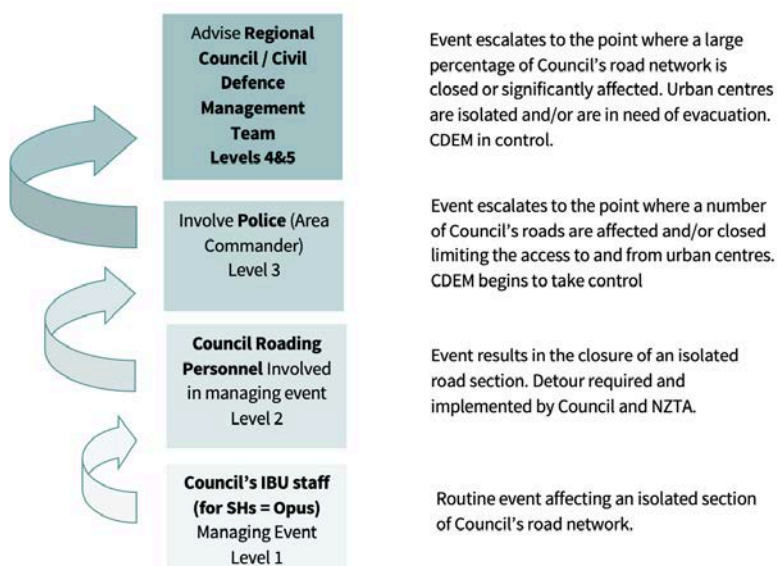 Advise Regional
Council / Civil
Defence
Management
Team
Levels 4&5
Event escalates to the point where a large
percentage of Council's road network is
closed or significantly affected. Urban centres
are isolated and/or are in need of evacuation.
CDEM in control.
Involve Police (Area
Commander)
Level 3
Event escalates to the point where a number
of Council's roads are affected and/or closed
limiting the access to and from urban centres.
CDEM begins to take control
Council Roading
Personnel Involved
in managing event
Level 2
Event results in the closure of an isolated
road section. Detour required and
implemented by Council and NZTA.
Council's IBU staff
(for SHs = Opus)
Managing Event
Level 1
Routine event affecting an isolated section
of Council's road network.